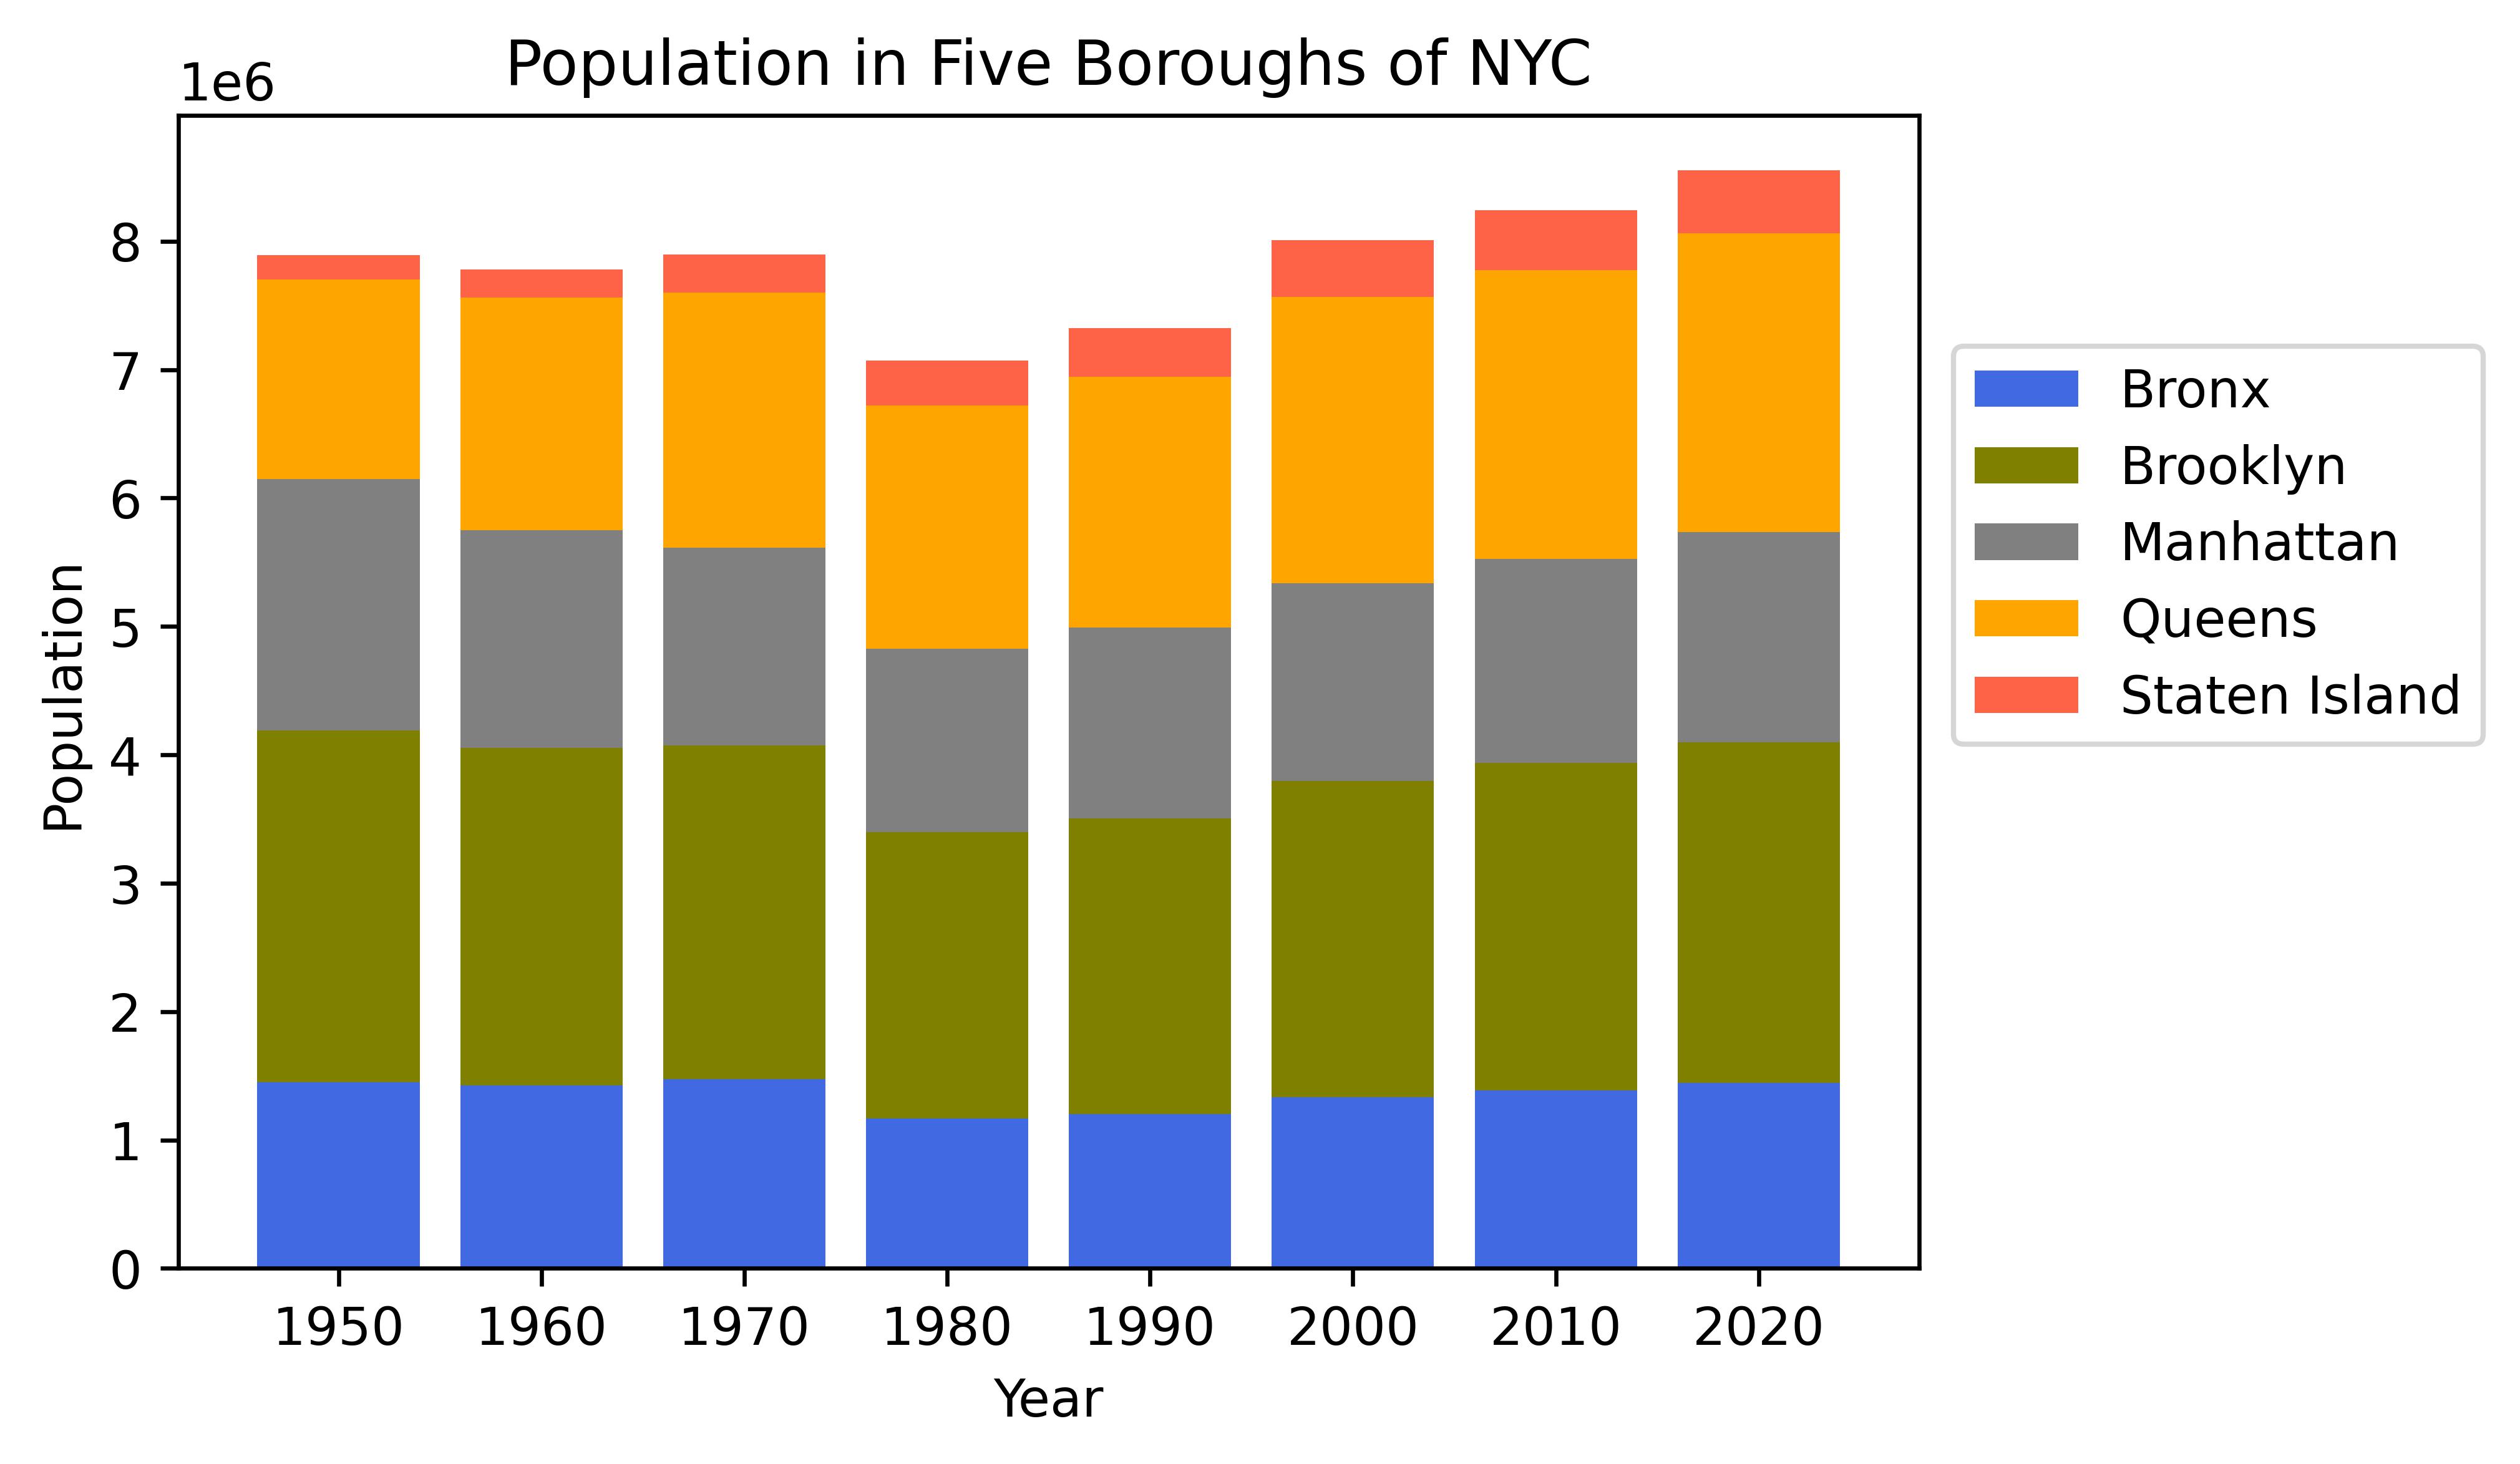 Population in Five Boroughs of NYC
1e6
8
7
6
5
4
3
2
1
0
Population
1950 1960 1970 1980 1990 2000 2010 2020
Year
Bronx
Brooklyn
Manhattan
Queens
Staten Island